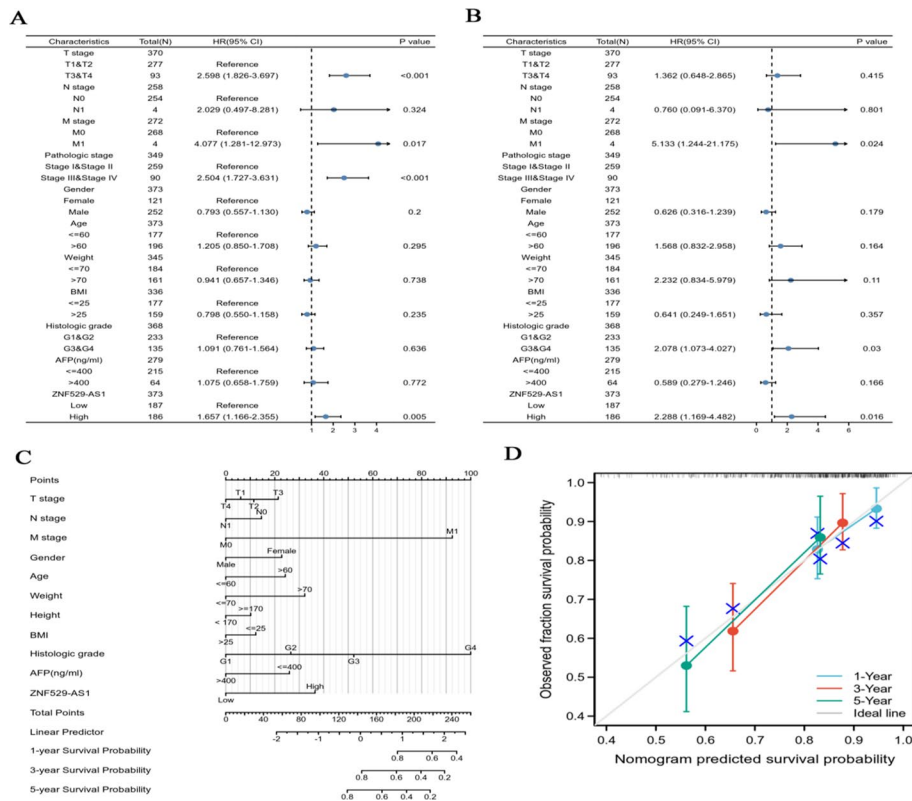 A
Characteristics Total(N) HR(95% CI) P value
T stage 370
T1&T2 277 Reference
T3&T4 93 2.598 (1.826-3.697) <0.001
N stage 258
N0 254 Reference
N1 4 2.029 (0.497-8.281) 0.324
M stage 272
M0 268 Reference
M1 4 4.077 (1.281-12.973) 0.017
Pathologic stage 349
Stage I&Stage II 259 Reference
Stage III&Stage IV 90 2.504 (1.727-3.631) <0.001
Gender 373
Female 121 Reference
Male 252 0.793 (0.557-1.130) 0.2
Age 373
<=60 177 Reference
>60 196 1.205 (0.850-1.708) 0.295
Weight 345
<=70 184 Reference
>70 161 0.941 (0.657-1.346) 0.738
BMI 336
<=25 177 Reference
>25 159 0.798 (0.550-1.158) 0.235
Histologic grade 368
G1&G2 233 Reference
G3&G4 135 1.091 (0.761-1.564) 0.636
AFP(ng/ml) 279
<=400 215 Reference
>400 64 1.075 (0.658-1.759) 0.772
ZNF529-AS1 373
Low 187 Reference
High 186 1.657 (1.166-2.355) 0.005
1 2 3 4
B
Characteristics Total(N) HR(95% CI) P value
T stage 370
T1&T2 277
T3&T4 93 1.362 (0.648-2.865) 0.415
N stage 258
N0 254
N1 4 0.760 (0.091-6.370) 0.801
M stage 272
M0 268
M1 4 5.133 (1.244-21.175) 0.024
Pathologic stage 349
Stage I&Stage II 259
Stage III&Stage IV 90
Gender 373
Female 121
Male 252 0.626 (0.316-1.239) 0.179
Age 373
<=60 177
>60 196 1.568 (0.832-2.958) 0.164
Weight 345
<=70 184
>70 161 2.232 (0.834-5.979) 0.11
BMI 336
<=25 177
>25 159 0.641 (0.249-1.651) 0.357
Histologic grade 368
G1&G2 233
G3&G4 135 2.078 (1.073-4.027) 0.03
AFP(ng/ml) 279
<=400 215
>400 64 0.589 (0.279-1.246) 0.166
ZNF529-AS1 373
Low 187
High 186 2.288 (1.169-4.482) 0.016
0 2 4 6
C
Points 0 20 40 60 80 100
T stage T4 T1 T2 T3
N stage N1 N0
M stage M0 M1
Gender Male Female
Age <=60 >60
Weight <=70 >70
Height < 170 >=170
BMI >25 <=25
Histologic grade G1 G2 G3 G4
AFP(ng/ml) >400 <=400
ZNF529-AS1 Low High
Total Points 0 40 80 120 160 200 240
Linear Predictor -2 -1 0 1 2
1-year Survival Probability 0.8 0.6 0.4
3-year Survival Probability 0.8 0.6 0.4 0.2
5-year Survival Probability 0.8 0.6 0.4 0.2
D
Observed fraction survival probability
1.0
0.9
0.8
0.7
0.6
0.5
0.4
1-Year
3-Year
5-Year
Ideal line
0.4 0.5 0.6 0.7 0.8 0.9 1.0
Nomogram predicted survival probability